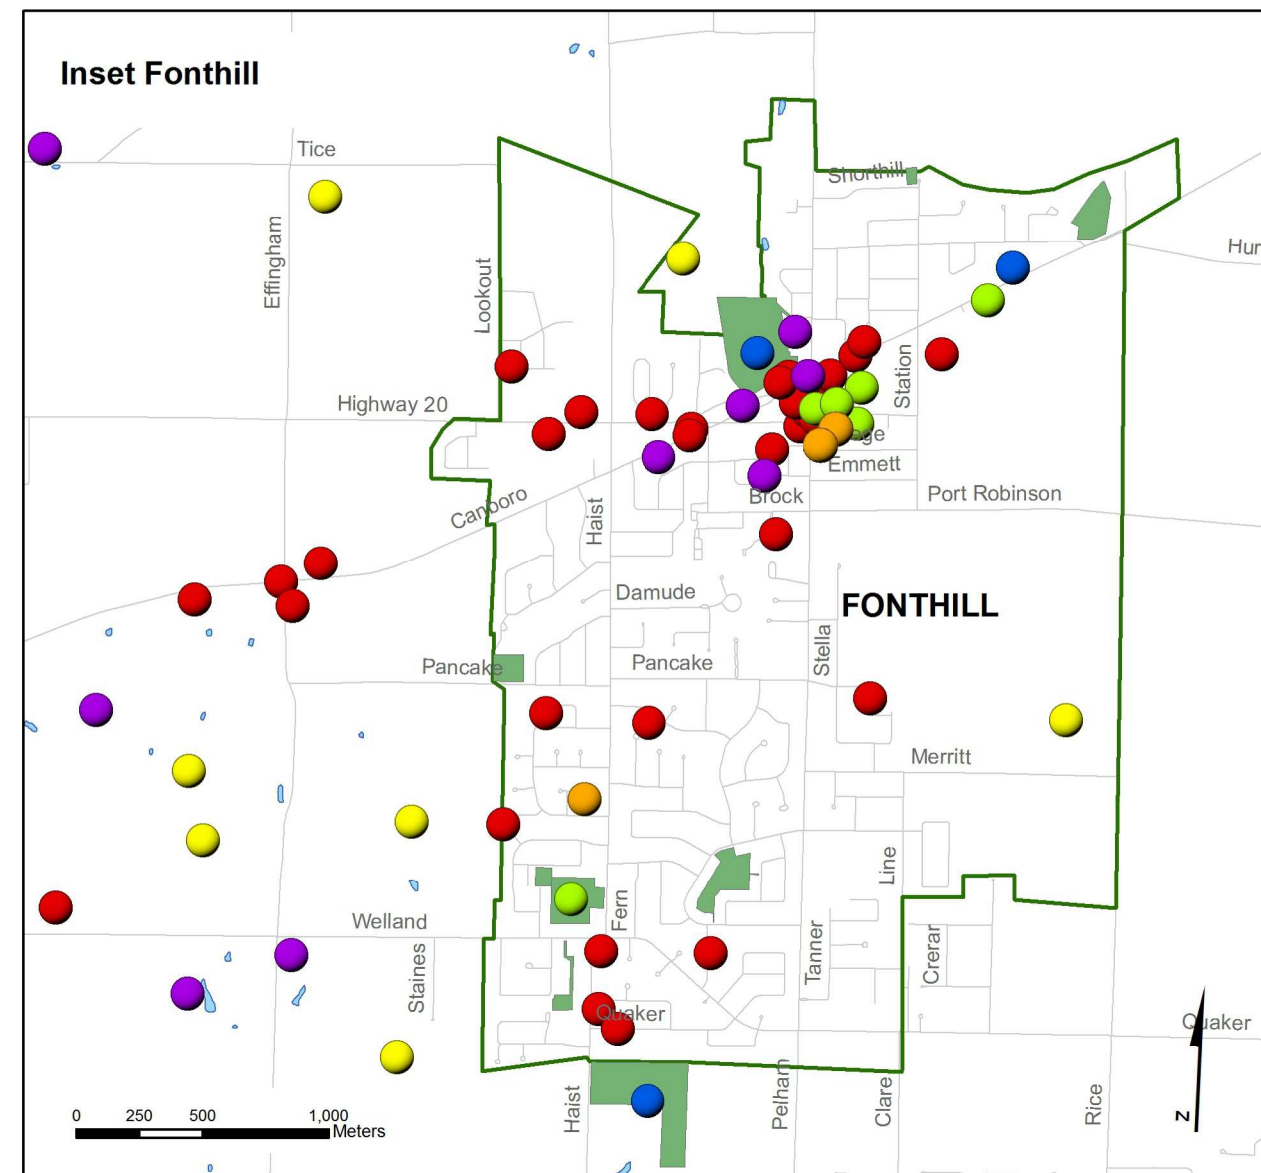 Inset Fonthill
Tice
Shorthill
Effingham
Lookout
Hur
Station
Highway 20
ge
Emmett
Canboro
Haist
Brock
Port Robinson
Damude
FONTHILL
Stella
Pancake
Pancake
Merritt
Line
Fern
Welland
Staines
Tanner
Crerar
Quaker
Quaker
Haist
Pelham
Clare
Rice
0 250 500 1,000
Meters
N